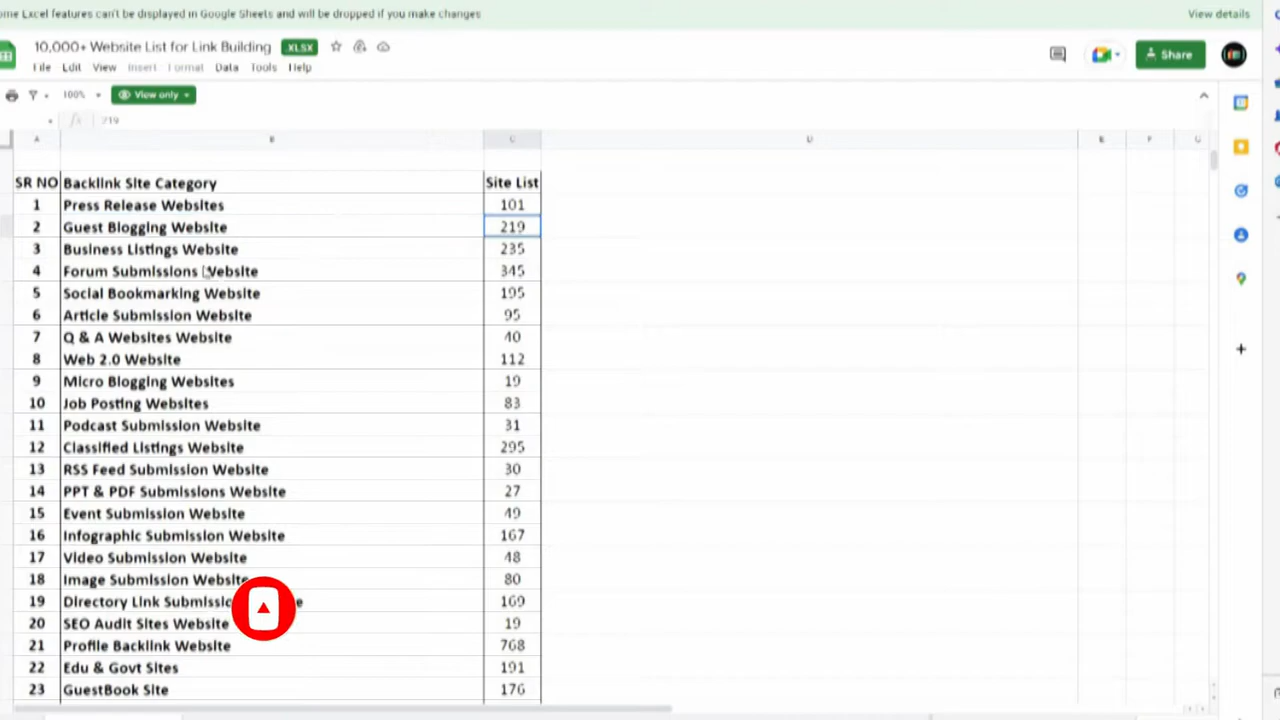 ome Excel features can't be displayed in Google Sheets and will be dropped if you make changes View details
10,000+ Website List for Link Building .XLSX
Share
File Edit View Insert Format Data Tools Help
100% View only
fx 219
A B C D E F G
SR NO Backlink Site Category Site List
1 Press Release Websites 101
2 Guest Blogging Website 219
3 Business Listings Website 235
4 Forum Submissions Website 345
5 Social Bookmarking Website 195
6 Article Submission Website 95
7 Q & A Websites Website 40
8 Web 2.0 Website 112
9 Micro Blogging Websites 19
10 Job Posting Websites 83
11 Podcast Submission Website 31
12 Classified Listings Website 295
13 RSS Feed Submission Website 30
14 PPT & PDF Submissions Website 27
15 Event Submission Website 49
16 Infographic Submission Website 167
17 Video Submission Website 48
18 Image Submission Website 80
19 Directory Link Submissic e 169
20 SEO Audit Sites Website 19
21 Profile Backlink Website 768
22 Edu & Govt Sites 191
23 GuestBook Site 176